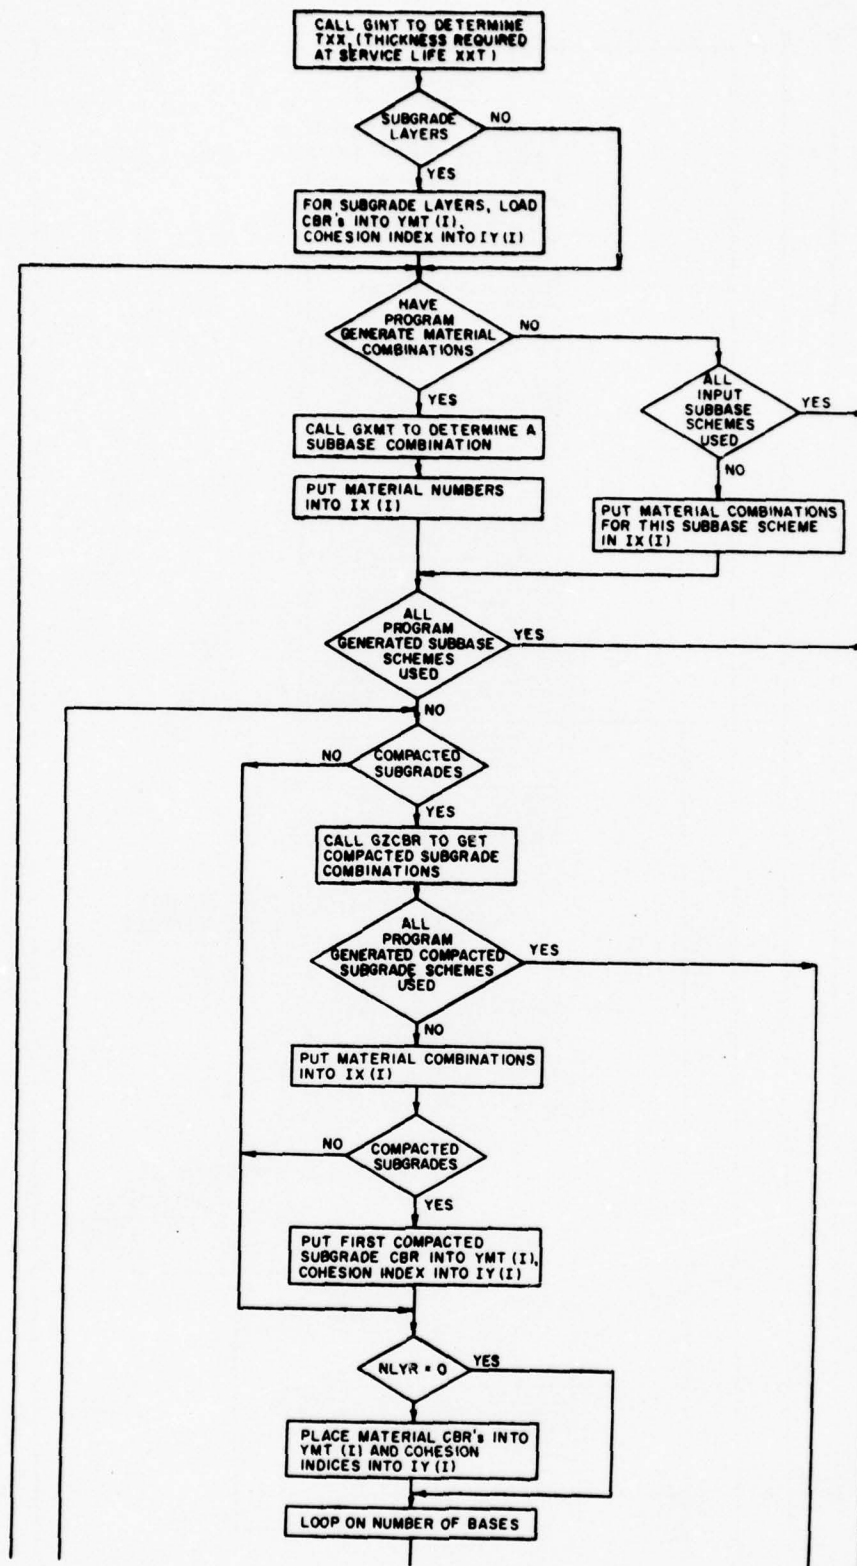 CALL GINT TO DETERMINE
TXX, (THICKNESS REQUIRED
AT SERVICE LIFE XXT)
SUBGRADE
LAYERS
NO
YES
FOR SUBGRADE LAYERS, LOAD
CBR's INTO YMT (I),
COHESION INDEX INTO IY(I)
HAVE
PROGRAM
GENERATE MATERIAL
COMBINATIONS
NO
YES
ALL
INPUT
SUBBASE
SCHEMES
USED
YES
NO
CALL GXMT TO DETERMINE A
SUBBASE COMBINATION
PUT MATERIAL NUMBERS
INTO IX (I)
PUT MATERIAL COMBINATIONS
FOR THIS SUBBASE SCHEME
IN IX(I)
ALL
PROGRAM
GENERATED SUBBASE
SCHEMES
USED
YES
NO
COMPACTED
SUBGRADES
NO
YES
CALL GZCBR TO GET
COMPACTED SUBGRADE
COMBINATIONS
ALL
PROGRAM
GENERATED COMPACTED
SUBGRADE SCHEMES
USED
YES
NO
PUT MATERIAL COMBINATIONS
INTO IX (I)
NO
COMPACTED
SUBGRADES
YES
PUT FIRST COMPACTED
SUBGRADE CBR INTO YMT (I),
COHESION INDEX INTO IY(I)
NLYR = 0
YES
PLACE MATERIAL CBR's INTO
YMT (I) AND COHESION
INDICES INTO IY(I)
LOOP ON NUMBER OF BASES